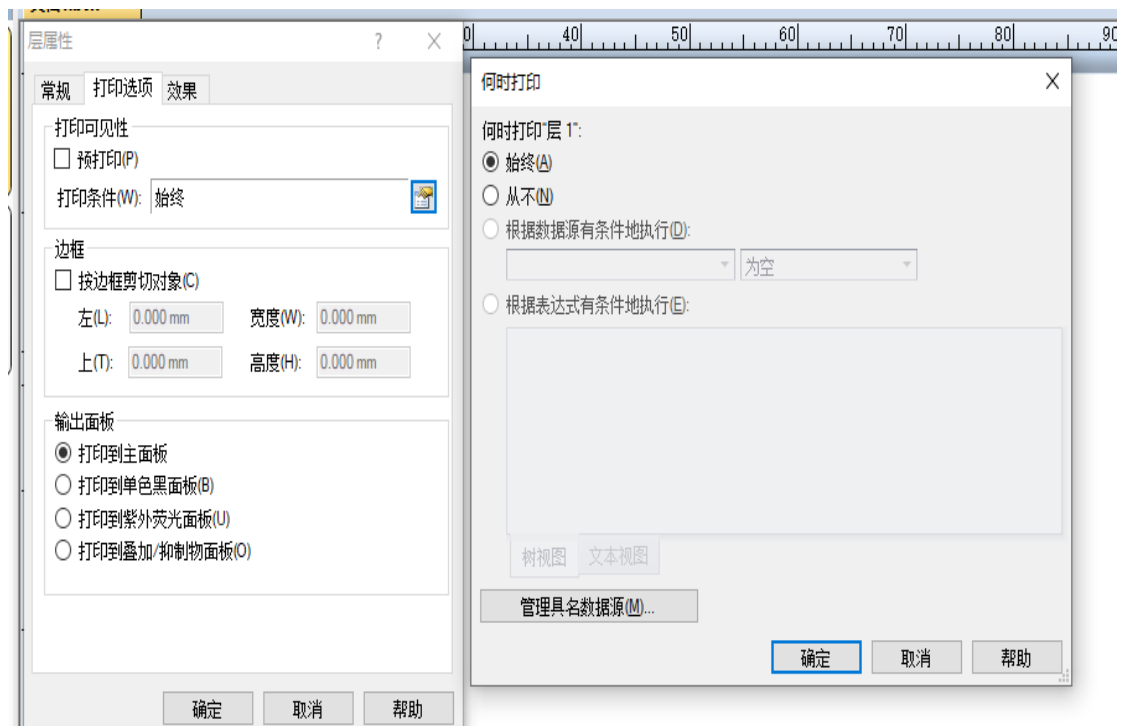 层属性
?
常规 打印选项 效果
打印可见性
预打印(P)
打印条件(W): 始终
边框
按边框剪切对象(C)
左(L): 0.000 mm 宽度(W): 0.000 mm
上(T): 0.000 mm 高度(H): 0.000 mm
输出面板
打印到主面板
打印到单色黑面板(B)
打印到紫外荧光面板(U)
打印到叠加/抑制物面板(O)
确定 取消 帮助
40 50 60 70 80 90
何时打印
何时打印"层 1":
始终(A)
从不(N)
根据数据源有条件地执行(D):
为空
根据表达式有条件地执行(E):
树视图 文本视图
管理具名数据源(M)...
确定 取消 帮助